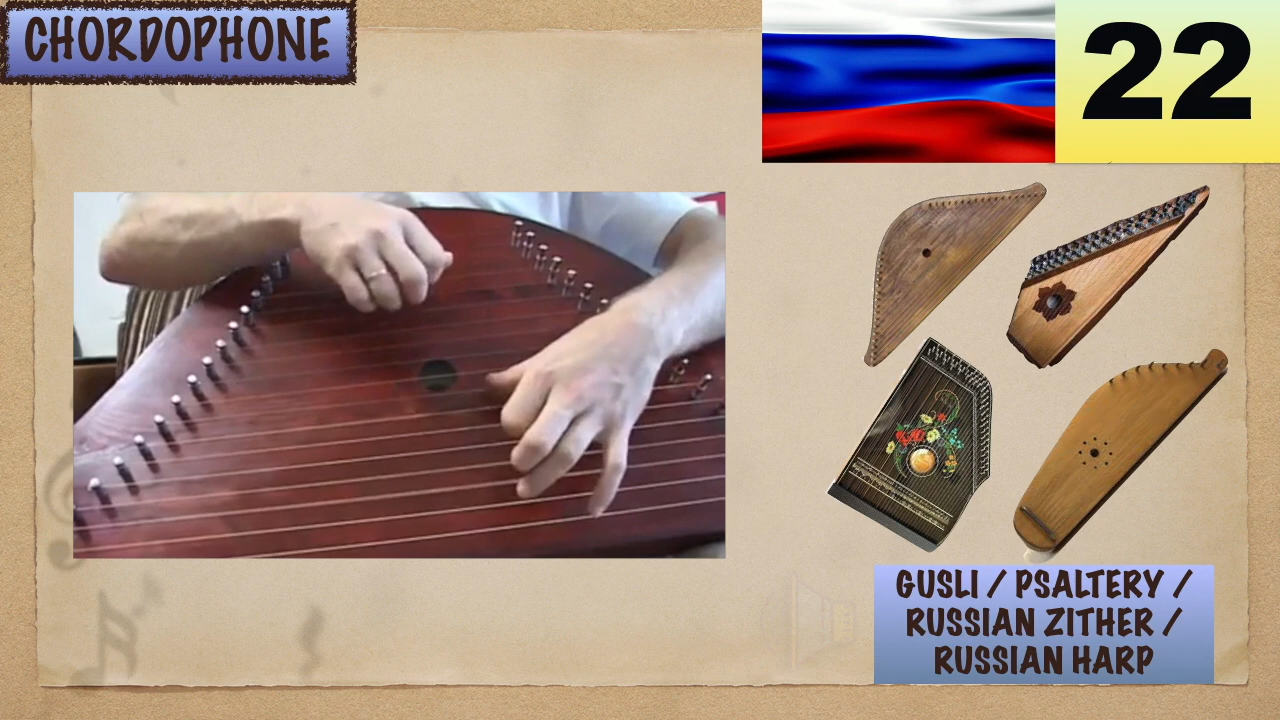 CHORDOPHONE
22
GUSLI / PSALTERY /
RUSSIAN ZITHER /
RUSSIAN HARP